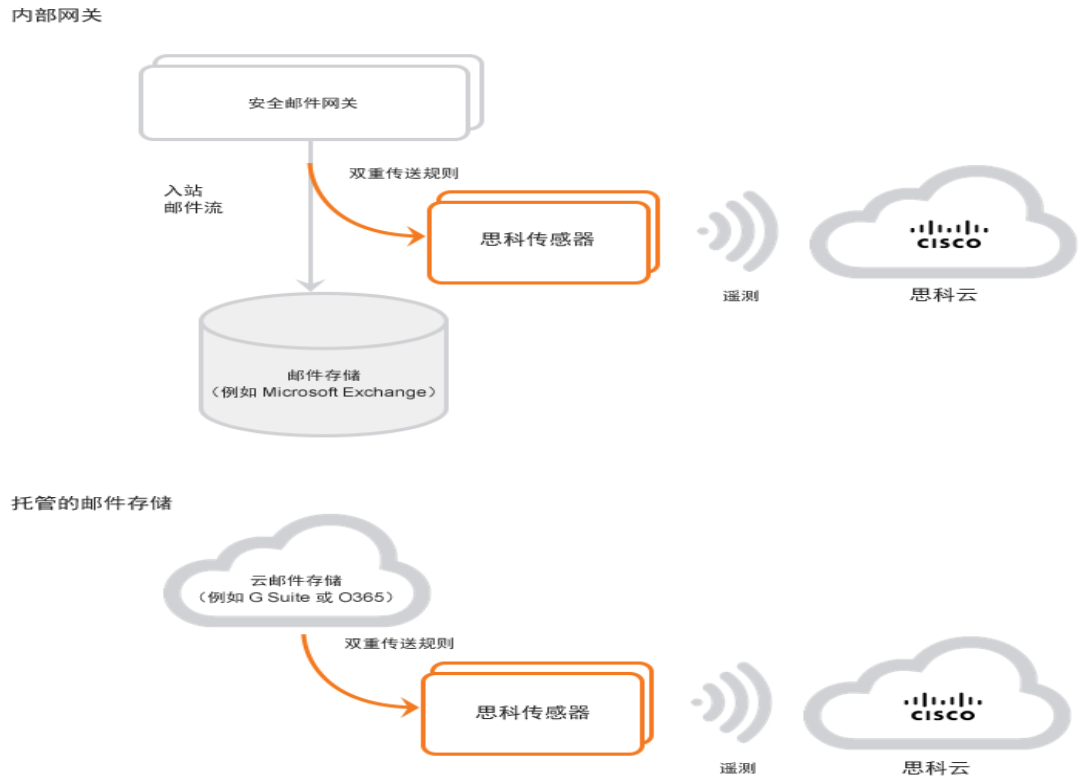 内部网关
安全邮件网关
双重传送规则
入站
邮件流
思科传感器
CISCO
遥测
思科云
邮件存储
（例如 Microsoft Exchange）
托管的邮件存储
云邮件存储
（例如 G Suite 或 O365）
双重传送规则
思科传感器
CISCO
遥测
思科云